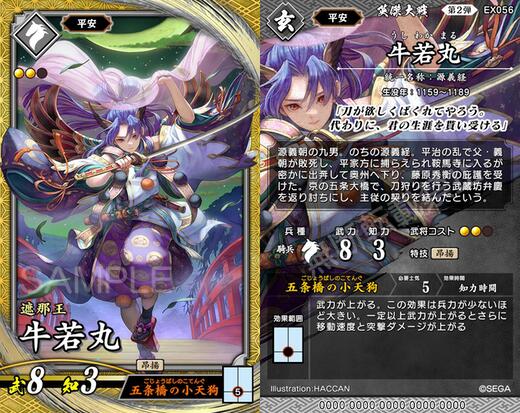 平安
SAMPLE
遮那王
牛若丸
昂揚
武8 知3
ごじょうばしのこてんぐ
五条橋の小天狗
5
玄
平安
英傑大戦
第2弾
EX056
うしわかまる
牛若丸
統一名称:源義経
生没年:1159~1189
「刀が欲しくばくれてやろう。
代わりに、君の生涯を貰い受ける」
源義朝の九男。のちの源義経。平治の乱で父・義
朝が敗死し、平家方に捕らえられ鞍馬寺に入るが
密かに出奔して奥州へ下り、藤原秀衡の庇護を受
けた。京の五条大橋で、刀狩りを行う武蔵坊弁慶
を返り討ちにし、主従の契りを結んだという。
兵種 武力 知力 武将コスト
騎兵 8 3 特技 昂揚
ごじょうばしのこてんぐ 必要士気 効果時間
五条橋の小天狗 5 知力時間
効果範囲
武力が上がる。この効果は兵力が少ないほ
ど大きい。一定以上武力が上がるとさらに
移動速度と突撃ダメージが上がる
Illustration:HACCAN
©SEGA
0000 0000-0000 0000-0000 0000